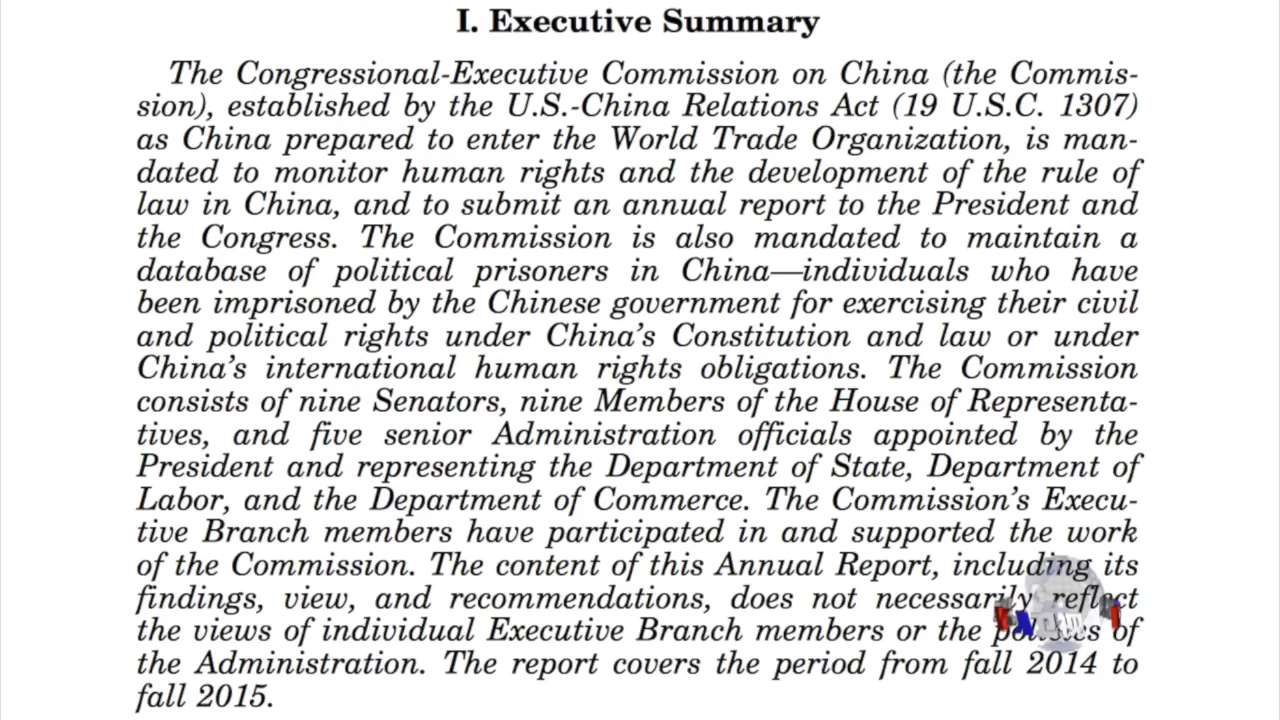 I. Executive Summary
The Congressional-Executive Commission on China (the Commis-
sion), established by the U.S.-China Relations Act (19 U.S.C. 1307)
as China prepared to enter the World Trade Organization, is man-
dated to monitor human rights and the development of the rule of
law in China, and to submit an annual report to the President and
the Congress. The Commission is also mandated to maintain a
database of political prisoners in China—individuals who have
been imprisoned by the Chinese government for exercising their civil
and political rights under China's Constitution and law or under
China's international human rights obligations. The Commission
consists of nine Senators, nine Members of the House of Representa-
tives, and five senior Administration officials appointed by the
President and representing the Department of State, Department of
Labor, and the Department of Commerce. The Commission's Execu-
tive Branch members have participated in and supported the work
of the Commission. The content of this Annual Report, including its
findings, view, and recommendations, does not necessarily reflect
the views of individual Executive Branch members or the policies of
the Administration. The report covers the period from fall 2014 to
fall 2015.